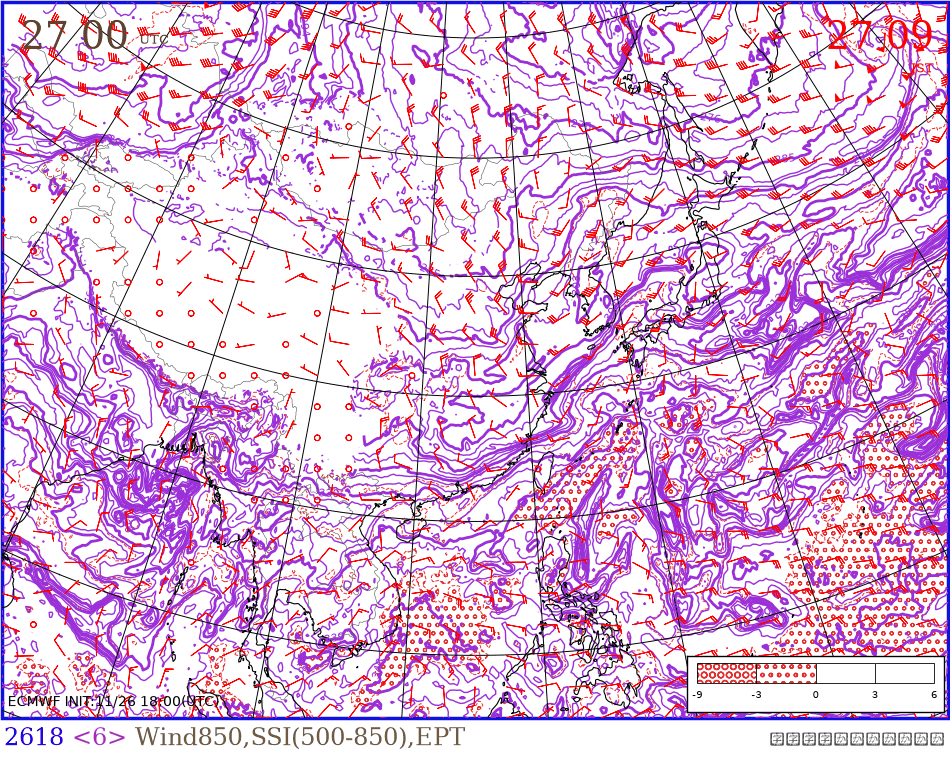 27.00 UTC
27.09
ECMWF INIT:11/26 18:00(UTC)
-9 -3 0 3 6
2618 <6> Wind850,SSI(500-850),EPT